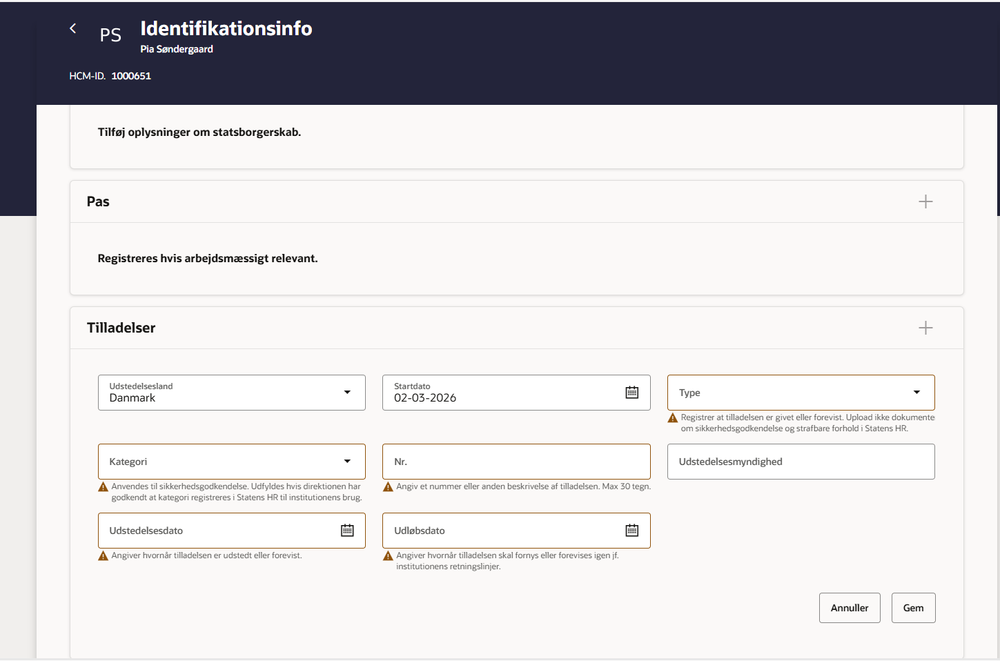 PS
Identifikationsinfo
Pia Søndergaard
HCM-ID. 1000651
Tilføj oplysninger om statsborgerskab.
Pas
Registreres hvis arbejdsmæssigt relevant.
Tilladelser
Udstedelsesland
Danmark
Startdato
02-03-2026
Type
Registrer at tilladelsen er givet eller forevist. Upload ikke dokumente
om sikkerhedsgodkendelse og strafbare forhold i Statens HR.
Kategori
Anvendes til sikkerhedsgodkendelse. Udfyldes hvis direktionen har
godkendt at kategori registreres i Statens HR til institutionens brug.
Nr.
Angiv et nummer eller anden beskrivelse af tilladelsen. Max 30 tegn.
Udstedelsesmyndighed
Udstedelsesdato
Angiver hvornår tilladelsen er udstedt eller forevist.
Udløbsdato
Angiver hvornår tilladelsen skal fornys eller forevises igen jf.
institutionens retningslinjer.
Annuller
Gem